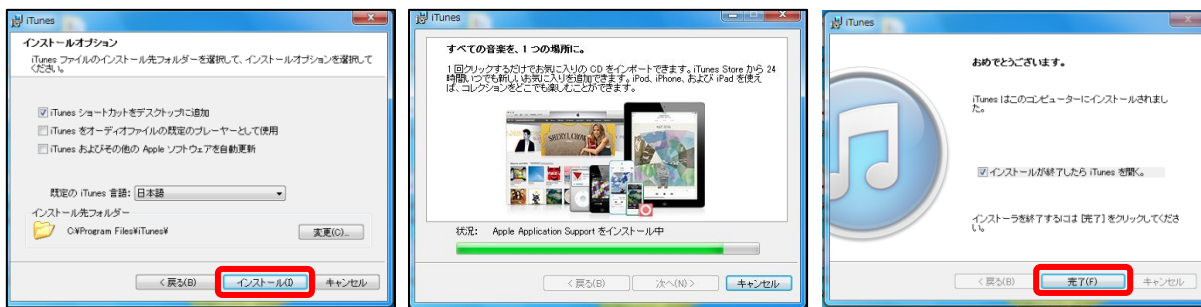 iTunes
インストールオプション
iTunes ファイルのインストール先フォルダーを選択して、インストールオプションを選択して
ください。
iTunes ショートカットをデスクトップに追加
iTunes をオーディオファイルの既定のプレーヤーとして使用
iTunes およびその他の Apple ソフトウェアを自動更新
既定の iTunes 言語: 日本語
インストール先フォルダー
C:¥Program Files¥iTunes¥
変更(C)...
< 戻る(B)
インストール(I)
キャンセル
iTunes
すべての音楽を、1 つの場所に。
1 回クリックするだけでお気に入りの CD をインポートできます。iTunes Store から 24
時間、いつでも新しいお気に入りを追加できます。iPod、iPhone、および iPad を使え
ば、コレクションをどこでも楽しむことができます。
SHERYL CROW
状況: Apple Application Support をインストール中
< 戻る(B)
次へ(N) >
キャンセル
iTunes
おめでとうございます。
iTunes はこのコンピューターにインストールされまし
た。
インストールが終了したら iTunes を開く。
インストーラを終了するには [完了] をクリックしてくださ
い。
< 戻る(B)
完了(F)
キャンセル